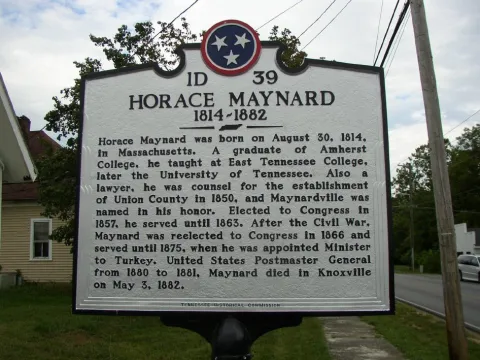 1D 39
HORACE MAYNARD
1814-1882
Horace Maynard was born on August 30, 1814,
in Massachusetts. A graduate of Amherst
College, he taught at East Tennessee College,
later the University of Tennessee. Also a
lawyer, he was counsel for the establishment
of Union County in 1850, and Maynardville was
named in his honor. Elected to Congress in
1857, he served until 1863. After the Civil War,
Maynard was reelected to Congress in 1866 and
served until 1875, when he was appointed Minister
to Turkey. United States Postmaster General
from 1880 to 1881, Maynard died in Knoxville
on May 3, 1882.
TENNESSEE HISTORICAL COMMISSION